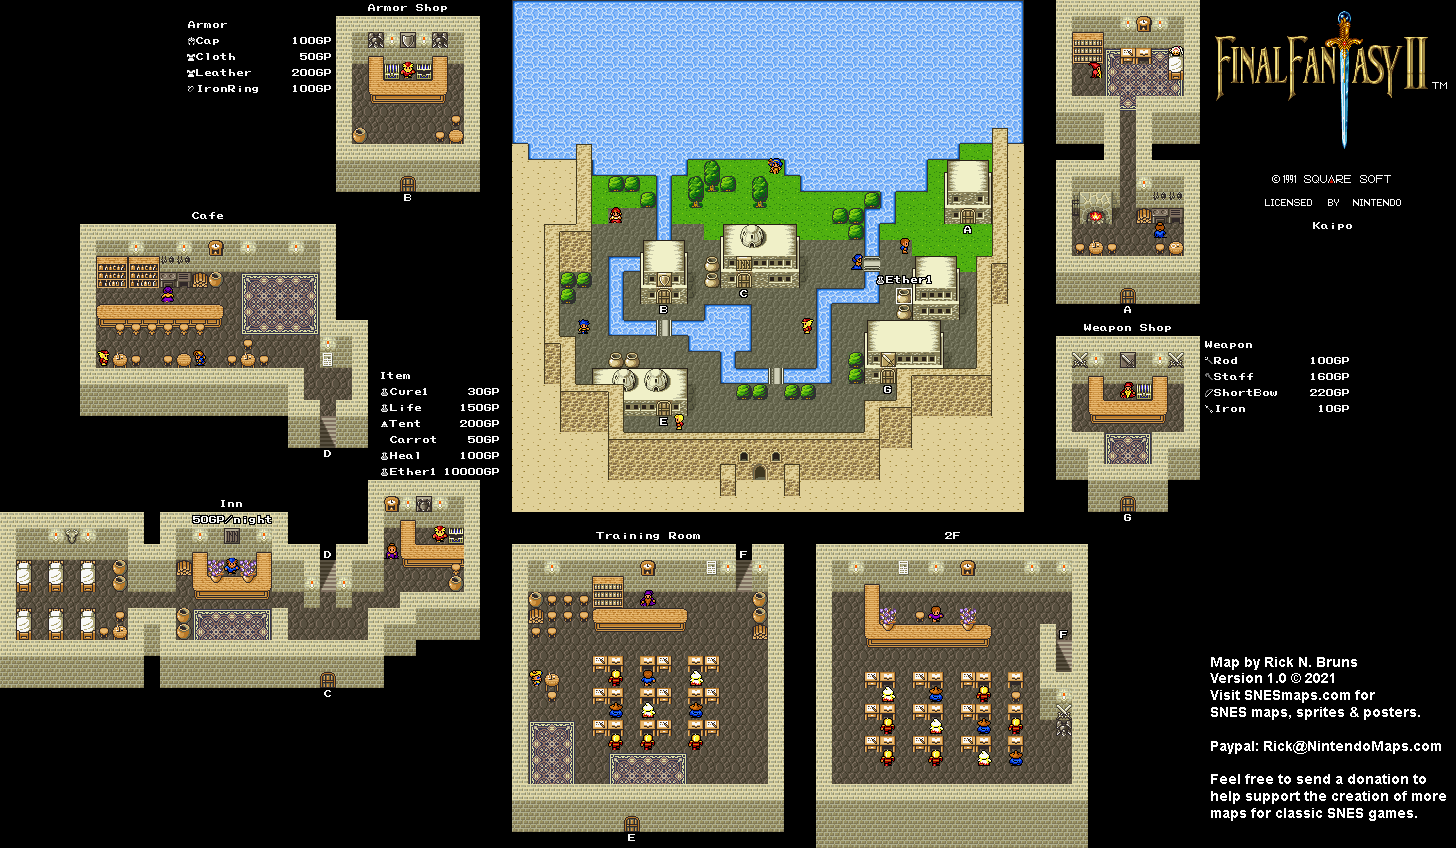 Armor Shop
Armor
Cap 100GP
Cloth 50GP
Leather 200GP
IronRing 100GP
B
FINAL FANTASY II ™
© 1991 SQUARE SOFT
LICENSED BY NINTENDO
Kaipo
Cafe
D
Item
Cure1 30GP
Life 150GP
Tent 200GP
Carrot 50GP
Heal 100GP
Ether1 10000GP
A
Ether1
C
B
G
E
A
Weapon Shop
Weapon
Rod 100GP
Staff 160GP
ShortBow 220GP
Iron 10GP
G
Inn
50GP/night
D
C
Training Room
F
E
2F
F
Map by Rick N. Bruns
Version 1.0 © 2021
Visit SNESmaps.com for
SNES maps, sprites & posters.
Paypal: Rick@NintendoMaps.com
Feel free to send a donation to
help support the creation of more
maps for classic SNES games.